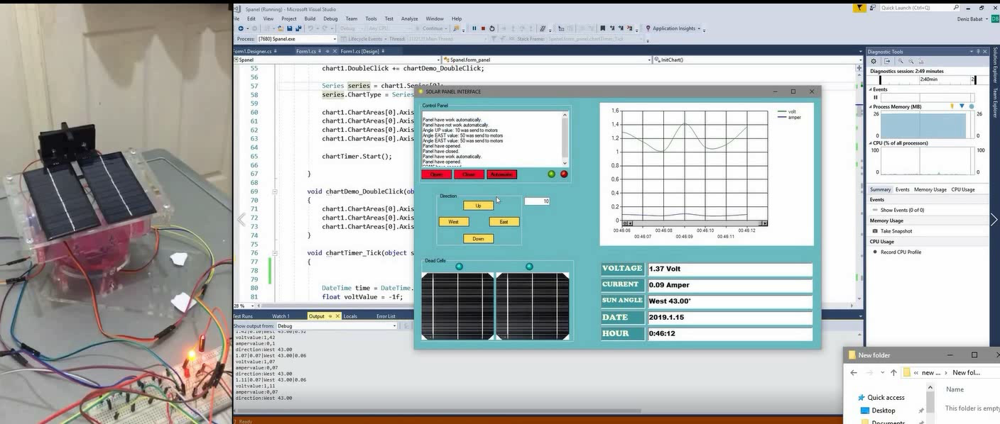 Spanel (Running) - Microsoft Visual Studio
Quick Launch (Ctrl+Q)
File Edit View Project Build Debug Team Tools Test Analyze Window Help
Deniz Babat DB
Debug Any CPU Continue
Application Insights
Process: [7680] Spanel.exe
Lifecycle Events Thread:
Stack Frame:
Form1.Designer.cs Form1.cs Form1.cs [Design]
Spanel
Spanel.form_panel
InitChart()
55 chart1.DoubleClick += chartDemo_DoubleClick;
56
57 Series series = chart1.Series[0];
58 series.ChartType = Series
59
60 chart1.ChartAreas[0].Axis
61 chart1.ChartAreas[0].Axis
62 chart1.ChartAreas[0].Axis
63 chart1.ChartAreas[0].Axis
64
65 chartTimer.Start();
66
67 }
68
69 void chartDemo_DoubleClick(ob
70 {
71 chart1.ChartAreas[0].Axis
72 chart1.ChartAreas[0].Axis
73 chart1.ChartAreas[0].Axis
74 }
75
76 void chartTimer_Tick(object s
77 {
78
79
80 DateTime time = DateTime.
81 float voltValue = -1f;
28 %
Test Runs Watch 1 Output Locals Error List
Show output from: Debug
1.42|0.10|West 43.00|0.52
voltvalue:1,42
ampervalue:0,1
direction:West 43.00
1.07|0.07|West 43.00|0.06
voltvalue:1,07
ampervalue:0,07
direction:West 43.00
1.11|0.07|West 43.00|0.06
voltvalue:1,11
ampervalue:0,07
direction:West 43.00
Ready
SOLAR PANEL INTERFACE
Control Panel
Panel have work automatically.
Panel have not work automatically.
Angle UP value: 10 was send to motors
Angle EAST value: 50 was send to motors
Angle EAST value: 50 was send to motors
Panel have opened.
Panel have closed.
Panel have work automatically.
Panel have opened.
Open Close Automatic
Direction
Up
10
West East
Down
Dead Cells
volt
amper
1.6
1.4
1.2
1
0.8
0.6
0.4
0.2
0
00:46:06 00:46:08 00:46:10 00:46:12
00:46:07 00:46:09 00:46:11
VOLTAGE 1.37 Volt
CURRENT 0.09 Amper
SUN ANGLE West 43.00°
DATE 2019.1.15
HOUR 0:46:12
Diagnostic Tools
Diagnostics session: 2:49 minutes
2:40min
Events
Process Memory (MB)
26 26
0 0
CPU (% of all processors)
100 100
0 0
Summary Events Memory Usage CPU Usage
Events
Show Events (0 of 0)
Memory Usage
Take Snapshot
CPU Usage
Record CPU Profile
Solution Explorer
Team Explorer
New folder
« new ... › New fol...
Name
Quick access
This folder is empty
Desktop
Documents